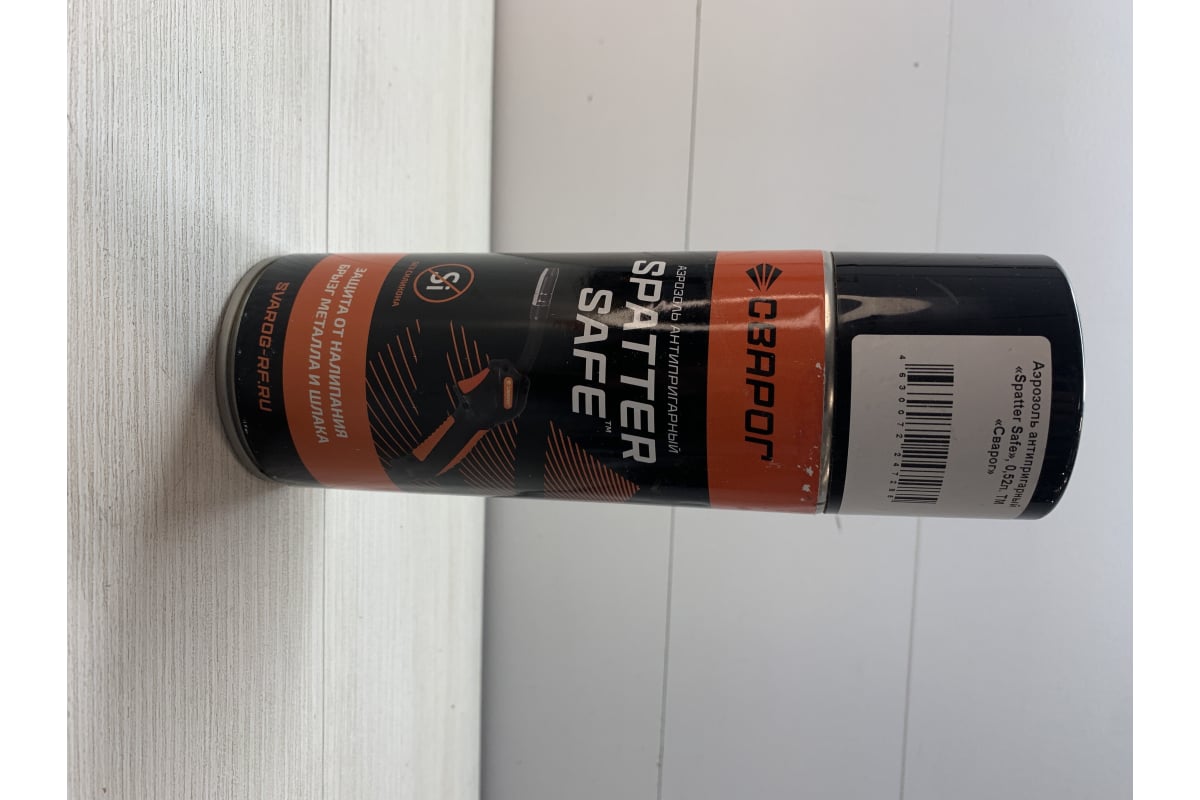 Аэрозоль антипригарный
«Spatter Safe», 0,52л. ТМ
«Сварог»
СВАРОГ
АЭРОЗОЛЬ АНТИПРИГАРНЫЙ
SPATTER
SAFE™
Si
БЕЗ СИЛИКОНА
ЗАЩИТА ОТ НАЛИПАНИЯ
БРЫЗГ МЕТАЛЛА И ШЛАКА
SVAROG-RF.RU